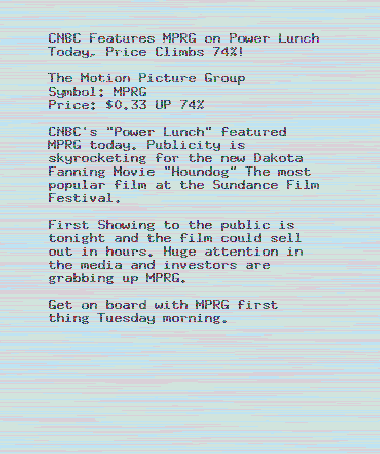 CNBC Features MPRG on Power Lunch
Today, Price Climbs 74%!
The Motion Picture Group
Symbol: MPRG
Price: $0.33 UP 74%
CNBC's "Power Lunch" featured
MPRG today. Publicity is
skyrocketing for the new Dakota
Fanning Movie "Houndog" The most
popular film at the Sundance Film
Festival.
First Showing to the public is
tonight and the film could sell
out in hours. Huge attention in
the media and investors are
grabbing up MPRG.
Get on board with MPRG first
thing Tuesday morning.